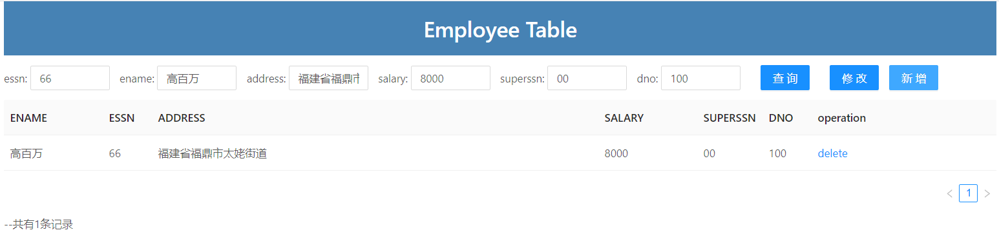 Employee Table
essn: 66 ename: 高百万 address: 福建省福鼎市 salary: 8000 superssn: 00 dno: 100 查询 修改 新增
ENAME ESSN ADDRESS SALARY SUPERSSN DNO operation
高百万 66 福建省福鼎市太姥街道 8000 00 100 delete
< 1 >
--共有1条记录